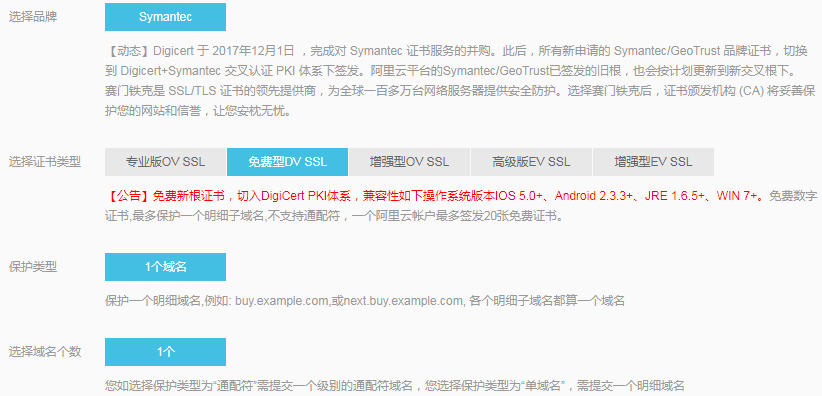 选择品牌
Symantec
【动态】Digicert 于 2017年12月1日 ，完成对 Symantec 证书服务的并购。此后，所有新申请的 Symantec/GeoTrust 品牌证书，切换
到 Digicert+Symantec 交叉认证 PKI 体系下签发。阿里云平台的Symantec/GeoTrust已签发的旧根，也会按计划更新到新交叉根下。
赛门铁克是 SSL/TLS 证书的领先提供商，为全球一百多万台网络服务器提供安全防护。选择赛门铁克后，证书颁发机构 (CA) 将妥善保
护您的网站和信誉，让您安枕无忧。
选择证书类型
专业版OV SSL
免费型DV SSL
增强型OV SSL
高级版EV SSL
增强型EV SSL
【公告】免费新根证书，切入DigiCert PKI体系，兼容性如下操作系统版本IOS 5.0+、Android 2.3.3+、JRE 1.6.5+、WIN 7+。免费数字
证书,最多保护一个明细子域名,不支持通配符，一个阿里云帐户最多签发20张免费证书。
保护类型
1个域名
保护一个明细域名,例如: buy.example.com,或next.buy.example.com, 各个明细子域名都算一个域名
选择域名个数
1个
您如选择保护类型为“通配符”需提交一个级别的通配符域名，您选择保护类型为“单域名”，需提交一个明细域名